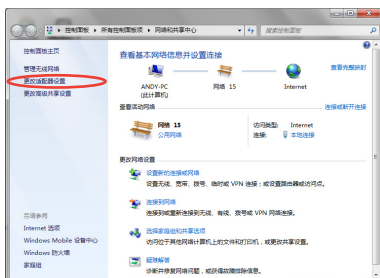 控制面板 ▸ 所有控制面板项 ▸ 网络和共享中心
搜索控制面板
控制面板主页
管理无线网络
更改适配器设置
更改高级共享设置
查看基本网络信息并设置连接
查看完整映射
ANDY-PC
(此计算机)
网络 15
Internet
查看活动网络
连接或断开连接
网络 15
公用网络
访问类型: Internet
连接: 本地连接
更改网络设置
设置新的连接或网络
设置无线、宽带、拨号、临时或 VPN 连接；或设置路由器或访问点。
连接到网络
连接到或重新连接到无线、有线、拨号或 VPN 网络连接。
选择家庭组和共享选项
访问位于其他网络计算机上的文件和打印机，或更改共享设置。
疑难解答
诊断并修复网络问题，或获得故障排除信息。
另请参阅
Internet 选项
Windows Mobile 设备中心
Windows 防火墙
家庭组